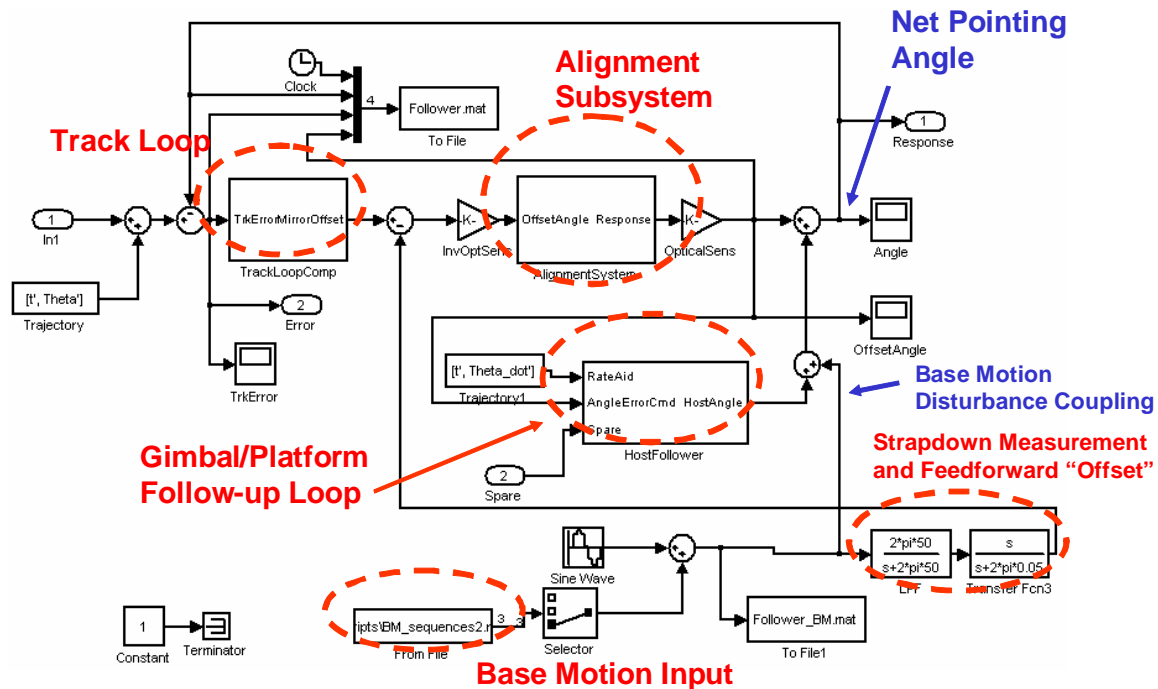 Net Pointing
Angle
Alignment
Subsystem
Clock
4
Follower.mat
To File
1
Response
Track Loop
1
In1
TrkErrorMirrorOffset
TrackLoopComp
-K-
InvOptSens
OffsetAngle Response
AlignmentSystem
-K-
OpticalSens
Angle
[t', Theta']
Trajectory
2
Error
TrkError
OffsetAngle
[t', Theta_dot']
Trajectory1
RateAid
AngleErrorCmd HostAngle
Spare
HostFollower
Base Motion
Disturbance Coupling
Gimbal/Platform
Follow-up Loop
2
Spare
Strapdown Measurement
and Feedforward “Offset”
2*pi*50
s+2*pi*50
s
s+2*pi*0.05
Transfer Fcn3
Sine Wave
ripts\BM_sequences2.r
From File
3 3
Selector
Follower_BM.mat
To File1
1
Constant
Terminator
Base Motion Input